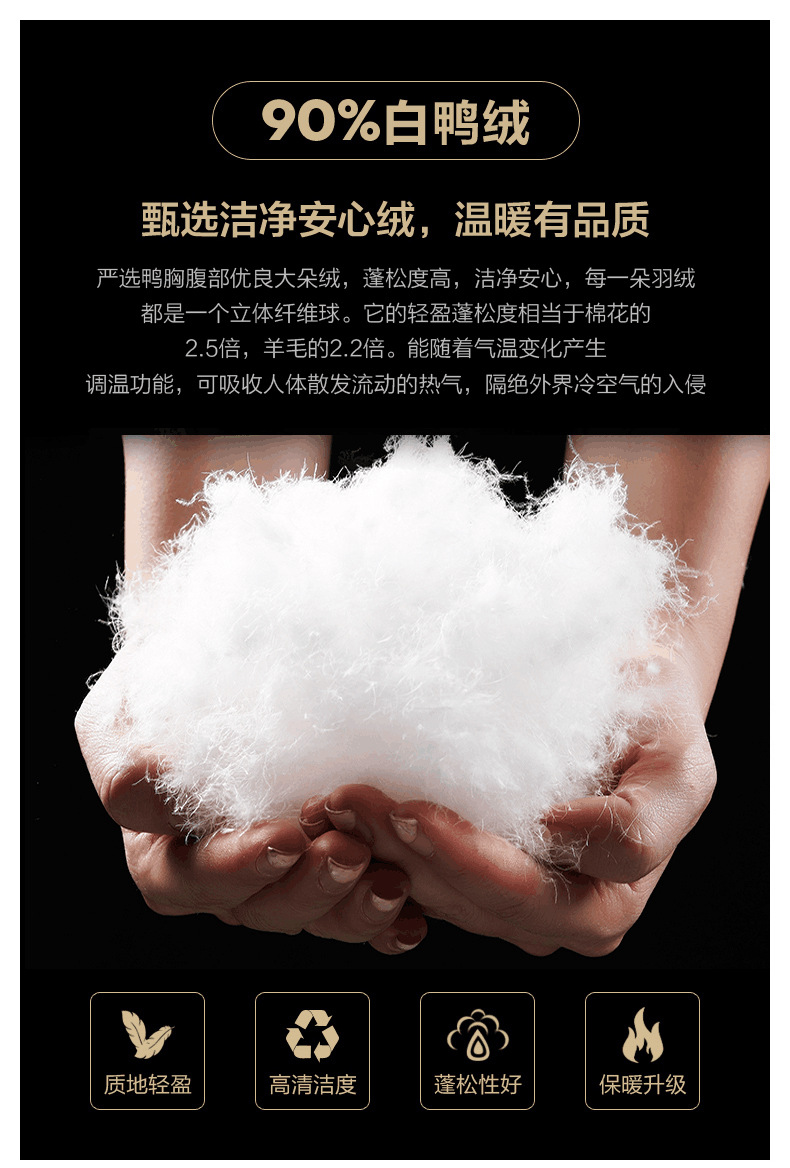 90%白鸭绒
甄选洁净安心绒，温暖有品质
严选鸭胸腹部优良大朵绒，蓬松度高，洁净安心，每一朵羽绒
都是一个立体纤维球。它的轻盈蓬松度相当于棉花的
2.5倍，羊毛的2.2倍。能随着气温变化产生
调温功能，可吸收人体散发流动的热气，隔绝外界冷空气的入侵
质地轻盈
高清洁度
蓬松性好
保暖升级